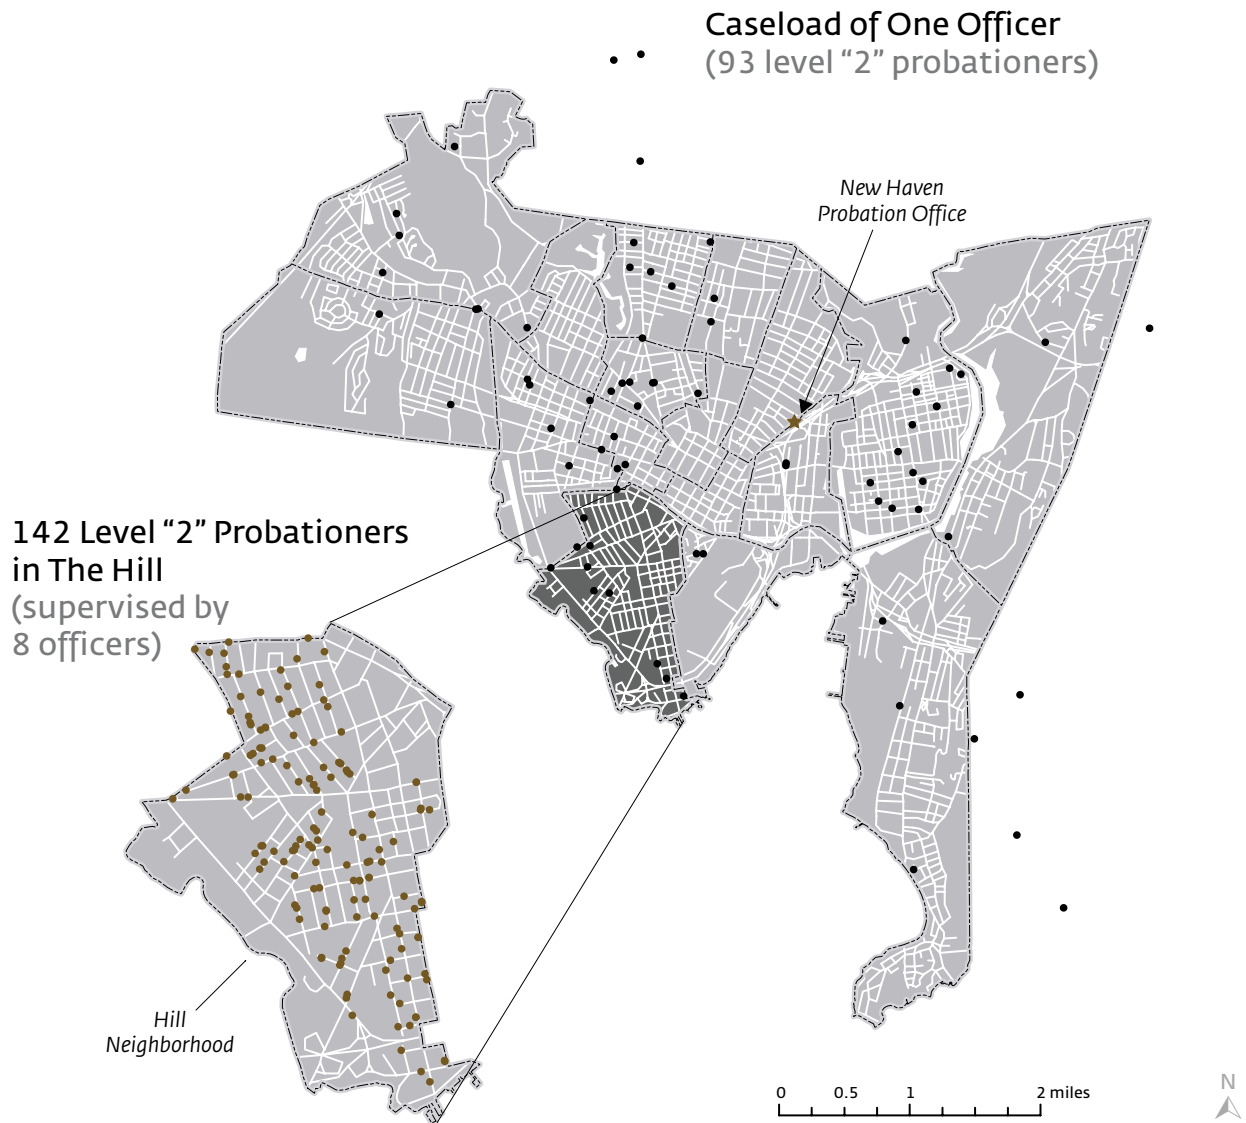 Caseload of One Officer
(93 level “2” probationers)
New Haven
Probation Office
142 Level “2” Probationers
in The Hill
(supervised by
8 officers)
Hill
Neighborhood
0 0.5 1 2 miles
N